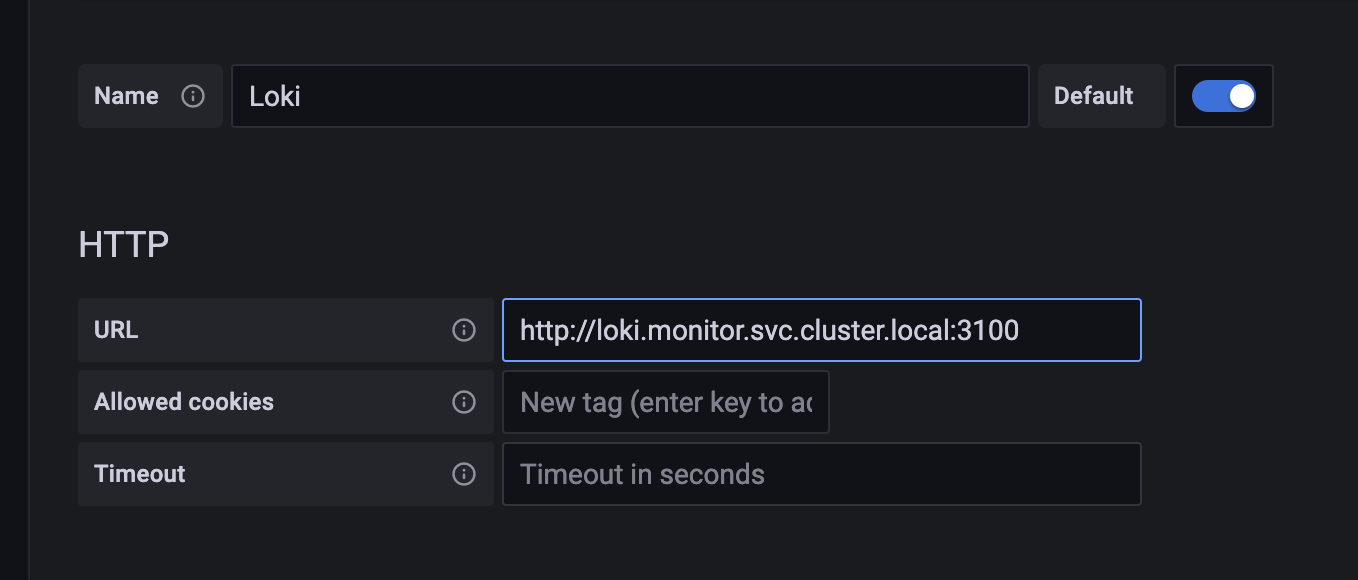 Name Loki Default
HTTP
URL http://loki.monitor.svc.cluster.local:3100
Allowed cookies New tag (enter key to ac
Timeout Timeout in seconds